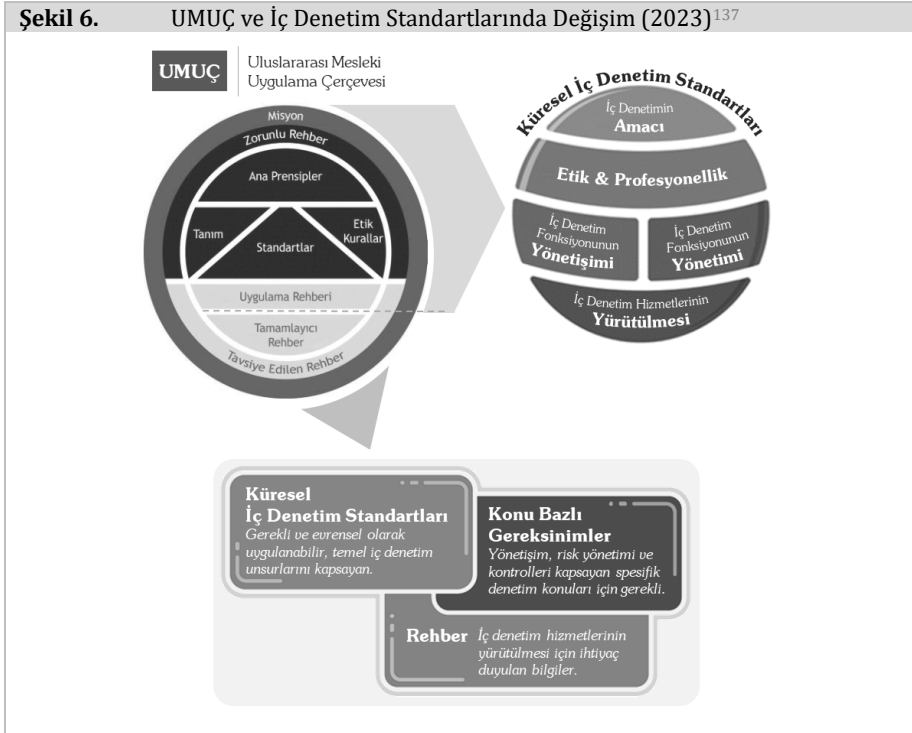 Şekil 6. UMUÇ ve İç Denetim Standartlarında Değişim (2023)137
UMUÇ
Uluslararası Mesleki
Uygulama Çerçevesi
Misyon
Zorunlu Rehber
Ana Prensipler
Tanım
Standartlar
Etik
Kurallar
Uygulama Rehberi
Tamamlayıcı
Rehber
Tavsiye Edilen Rehber
Küresel İç Denetim Standartları
İç Denetimin
Amacı
Etik & Profesyonellik
İç Denetim
Fonksiyonunun
Yönetişimi
İç Denetim
Fonksiyonunun
Yönetimi
İç Denetim Hizmetlerinin
Yürütülmesi
Küresel
İç Denetim Standartları
Gerekli ve evrensel olarak
uygulanabilir, temel iç denetim
unsurlarını kapsayan.
Konu Bazlı
Gereksinimler
Yönetişim, risk yönetimi ve
kontrolleri kapsayan spesifik
denetim konuları için gerekli.
Rehber İç denetim hizmetlerinin
yürütülmesi için ihtiyaç
duyulan bilgiler.